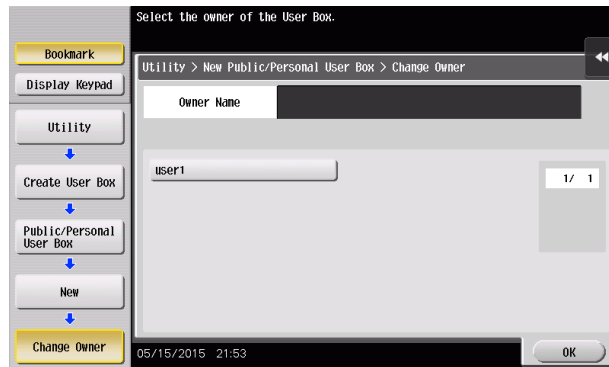 Select the owner of the User Box.
Bookmark
Display Keypad
Utility
Create User Box
Public/Personal
User Box
New
Change Owner
Utility > New Public/Personal User Box > Change Owner
Owner Name
user1
1/ 1
05/15/2015 21:53
OK